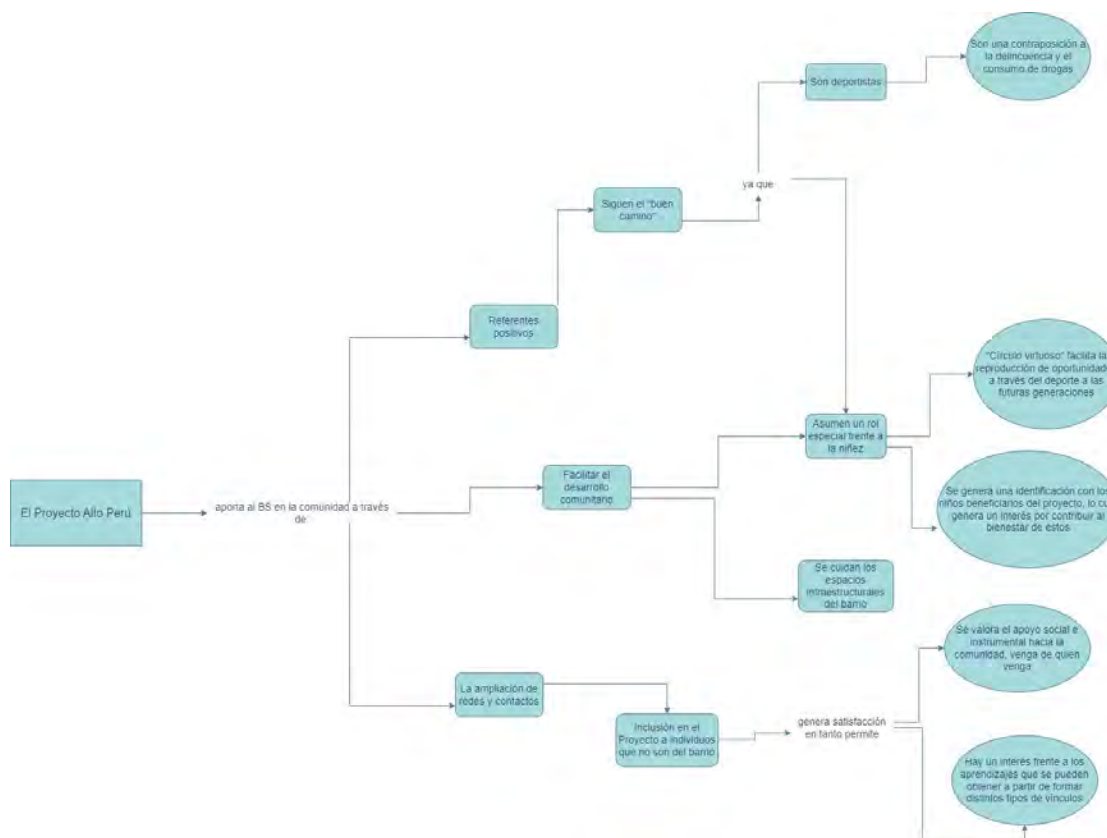 Son una contraposición a
la delincuencia y el
consumo de drogas
Son deportistas
ya que
Siguen el "buen
camino"
Referentes
positivos
"Círculo virtuoso" facilita la
reproducción de oportunidade
a través del deporte a las
futuras generaciones
Asumen un rol
especial frente a
la niñez
Facilitar el
desarrollo
comunitario
El Proyecto Alto Perú
aporta al BS en la comunidad a través
de
Se genera una identificación con los
niños beneficiarios del proyecto, lo cu
genera un interés por contribuir al
bienestar de estos
Se cuidan los
espacios
infraestructurales
del barrio
Se valora el apoyo social e
instrumental hacia la
comunidad, venga de quien
venga
La ampliación de
redes y contactos
Inclusión en el
Proyecto a individuos
que no son del barrio
genera satisfacción
en tanto permite
Hay un interés frente a los
aprendizajes que se pueden
obtener a partir de formar
distintos tipos de vínculos